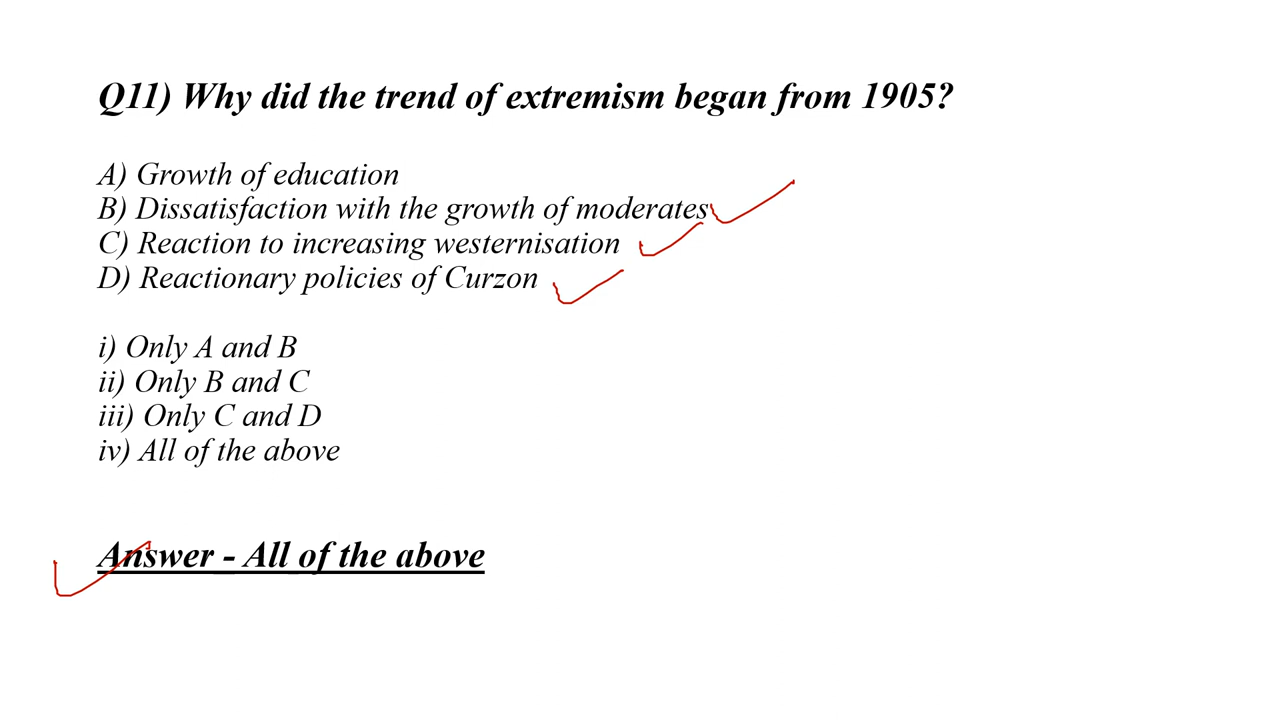 Q11) Why did the trend of extremism began from 1905?
A) Growth of education
B) Dissatisfaction with the growth of moderates
C) Reaction to increasing westernisation
D) Reactionary policies of Curzon
i) Only A and B
ii) Only B and C
iii) Only C and D
iv) All of the above
Answer - All of the above